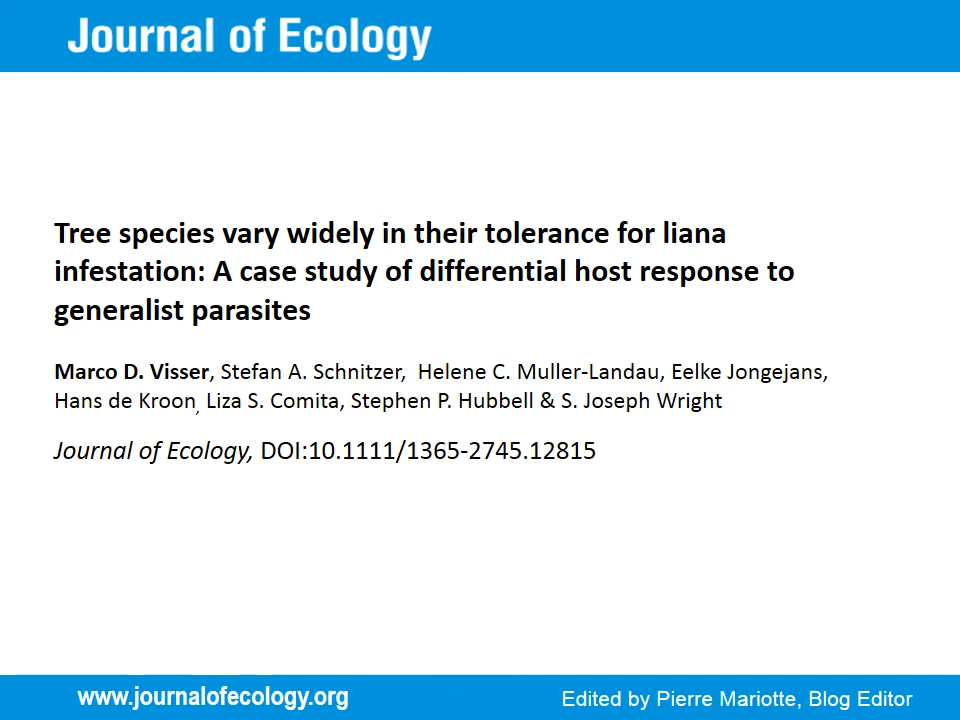 Journal of Ecology
Tree species vary widely in their tolerance for liana
infestation: A case study of differential host response to
generalist parasites
Marco D. Visser, Stefan A. Schnitzer,  Helene C. Muller-Landau, Eelke Jongejans,
Hans de Kroon, Liza S. Comita, Stephen P. Hubbell & S. Joseph Wright
Journal of Ecology, DOI:10.1111/1365-2745.12815
www.journalofecology.org
Edited by Pierre Mariotte, Blog Editor